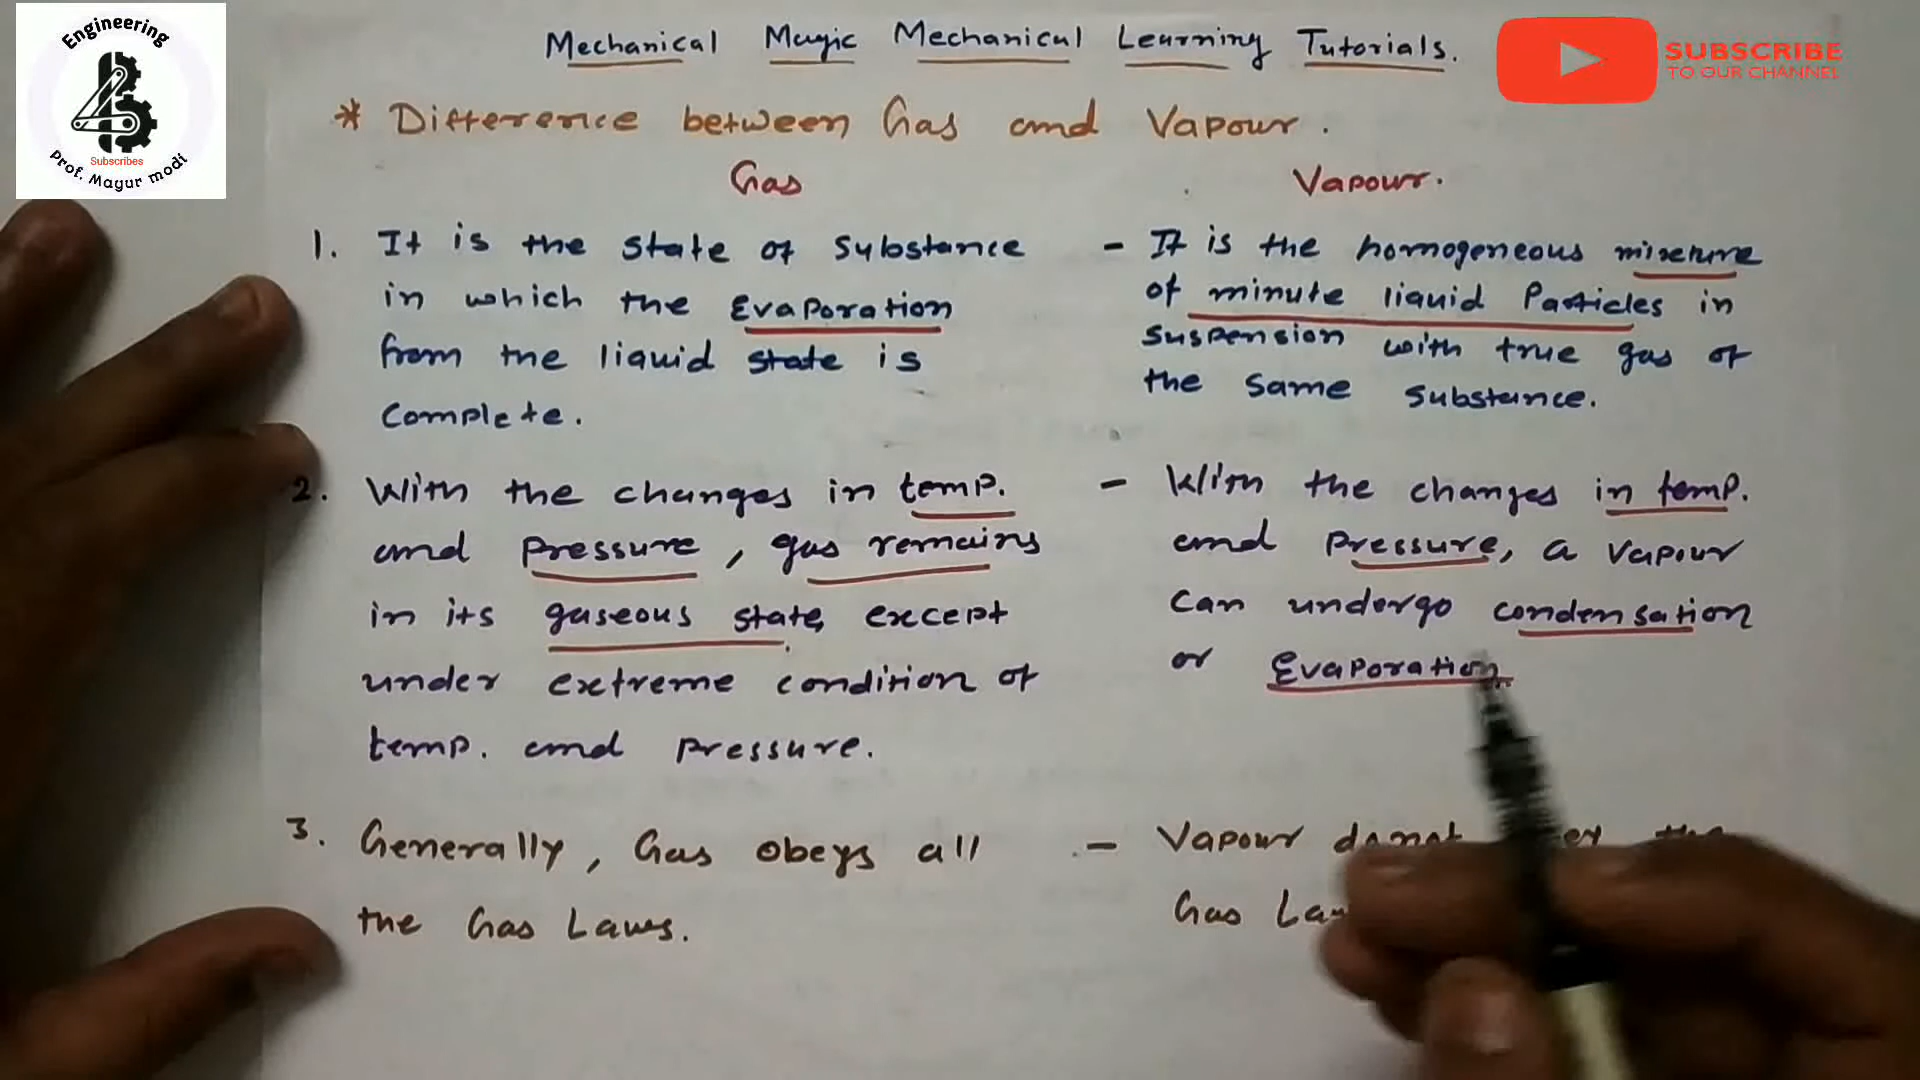 Engineering
Subscribes
Prof. Mayur modi
Mechanical Magic Mechanical Learning Tutorials.
SUBSCRIBE
TO OUR CHANNEL
* Difference between Gas and Vapour.
Gas
Vapour.
1. It is the state of substance
in which the Evaporation
from the liquid state is
complete.
- It is the homogeneous mixture
of minute liquid Particles in
suspension with true gas of
the same substance.
2. With the changes in temp.
and pressure, gas remains
in its gaseous state, except
under extreme condition of
temp. and pressure.
- With the changes in temp.
and pressure, a vapour
can undergo condensation
or Evaporation
3. Generally, Gas obeys all
the Gas Laws.
- Vapour donot
Gas